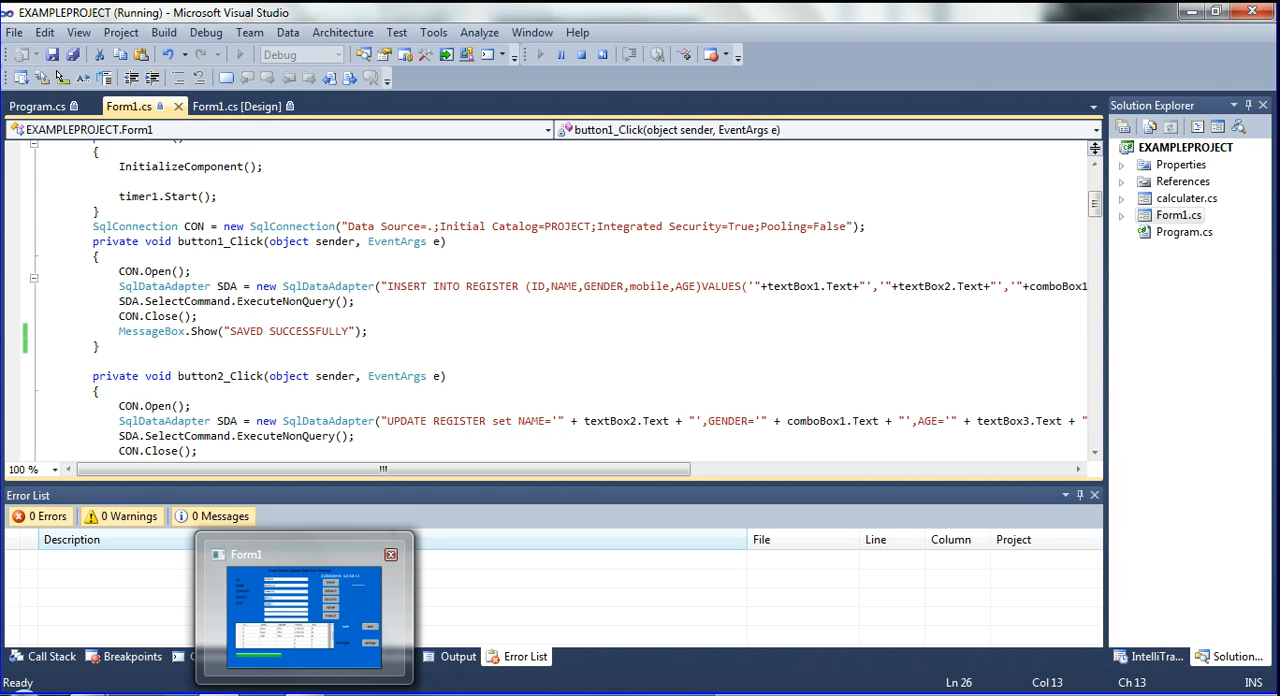 EXAMPLEPROJECT (Running) - Microsoft Visual Studio
File Edit View Project Build Debug Team Data Architecture Test Tools Analyze Window Help
Debug
Program.cs Form1.cs Form1.cs [Design] Solution Explorer
EXAMPLEPROJECT.Form1 button1_Click(object sender, EventArgs e)
{
InitializeComponent();
timer1.Start();
}
SqlConnection CON = new SqlConnection("Data Source=.;Initial Catalog=PROJECT;Integrated Security=True;Pooling=False");
private void button1_Click(object sender, EventArgs e)
{
CON.Open();
SqlDataAdapter SDA = new SqlDataAdapter("INSERT INTO REGISTER (ID,NAME,GENDER,mobile,AGE)VALUES('"+textBox1.Text+"','"+textBox2.Text+"','"+comboBox1
SDA.SelectCommand.ExecuteNonQuery();
CON.Close();
MessageBox.Show("SAVED SUCCESSFULLY");
}
private void button2_Click(object sender, EventArgs e)
{
CON.Open();
SqlDataAdapter SDA = new SqlDataAdapter("UPDATE REGISTER set NAME='" + textBox2.Text + "',GENDER='" + comboBox1.Text + "',AGE='" + textBox3.Text + "
SDA.SelectCommand.ExecuteNonQuery();
CON.Close();
100 %
EXAMPLEPROJECT
Properties
References
calculater.cs
Form1.cs
Program.cs
Error List
0 Errors 0 Warnings 0 Messages
Description File Line Column Project
Form1
Call Stack Breakpoints Output Error List IntelliTra... Solution...
Ready Ln 26 Col 13 Ch 13 INS